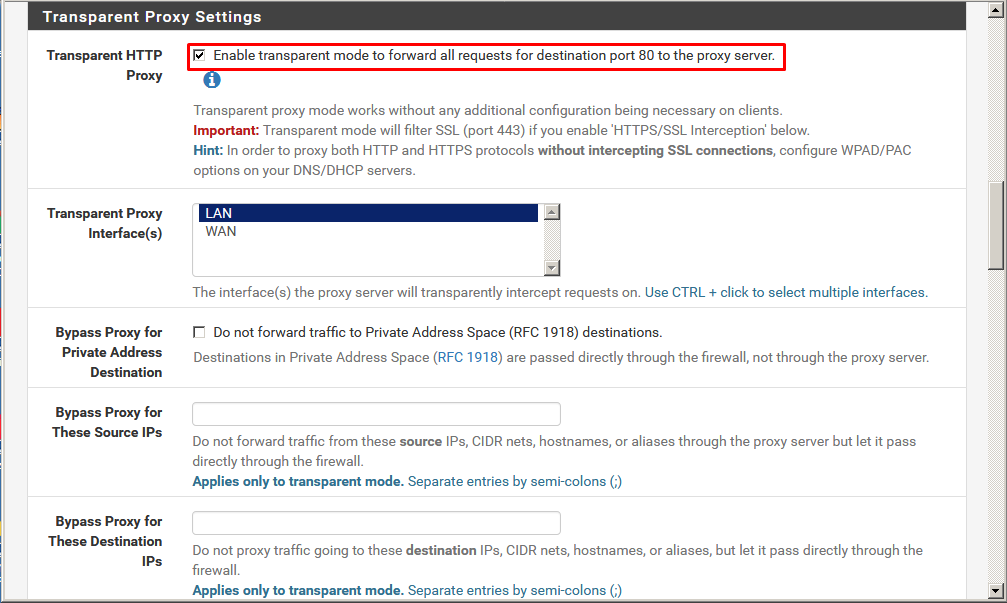 Transparent Proxy Settings
Transparent HTTP
Proxy
Enable transparent mode to forward all requests for destination port 80 to the proxy server.
Transparent proxy mode works without any additional configuration being necessary on clients.
Important: Transparent mode will filter SSL (port 443) if you enable 'HTTPS/SSL Interception' below.
Hint: In order to proxy both HTTP and HTTPS protocols without intercepting SSL connections, configure WPAD/PAC
options on your DNS/DHCP servers.
Transparent Proxy
Interface(s)
LAN
WAN
The interface(s) the proxy server will transparently intercept requests on. Use CTRL + click to select multiple interfaces.
Bypass Proxy for
Private Address
Destination
Do not forward traffic to Private Address Space (RFC 1918) destinations.
Destinations in Private Address Space (RFC 1918) are passed directly through the firewall, not through the proxy server.
Bypass Proxy for
These Source IPs
Do not forward traffic from these source IPs, CIDR nets, hostnames, or aliases through the proxy server but let it pass
directly through the firewall.
Applies only to transparent mode. Separate entries by semi-colons (;)
Bypass Proxy for
These Destination
IPs
Do not proxy traffic going to these destination IPs, CIDR nets, hostnames, or aliases, but let it pass directly through the
firewall.
Applies only to transparent mode. Separate entries by semi-colons (;)